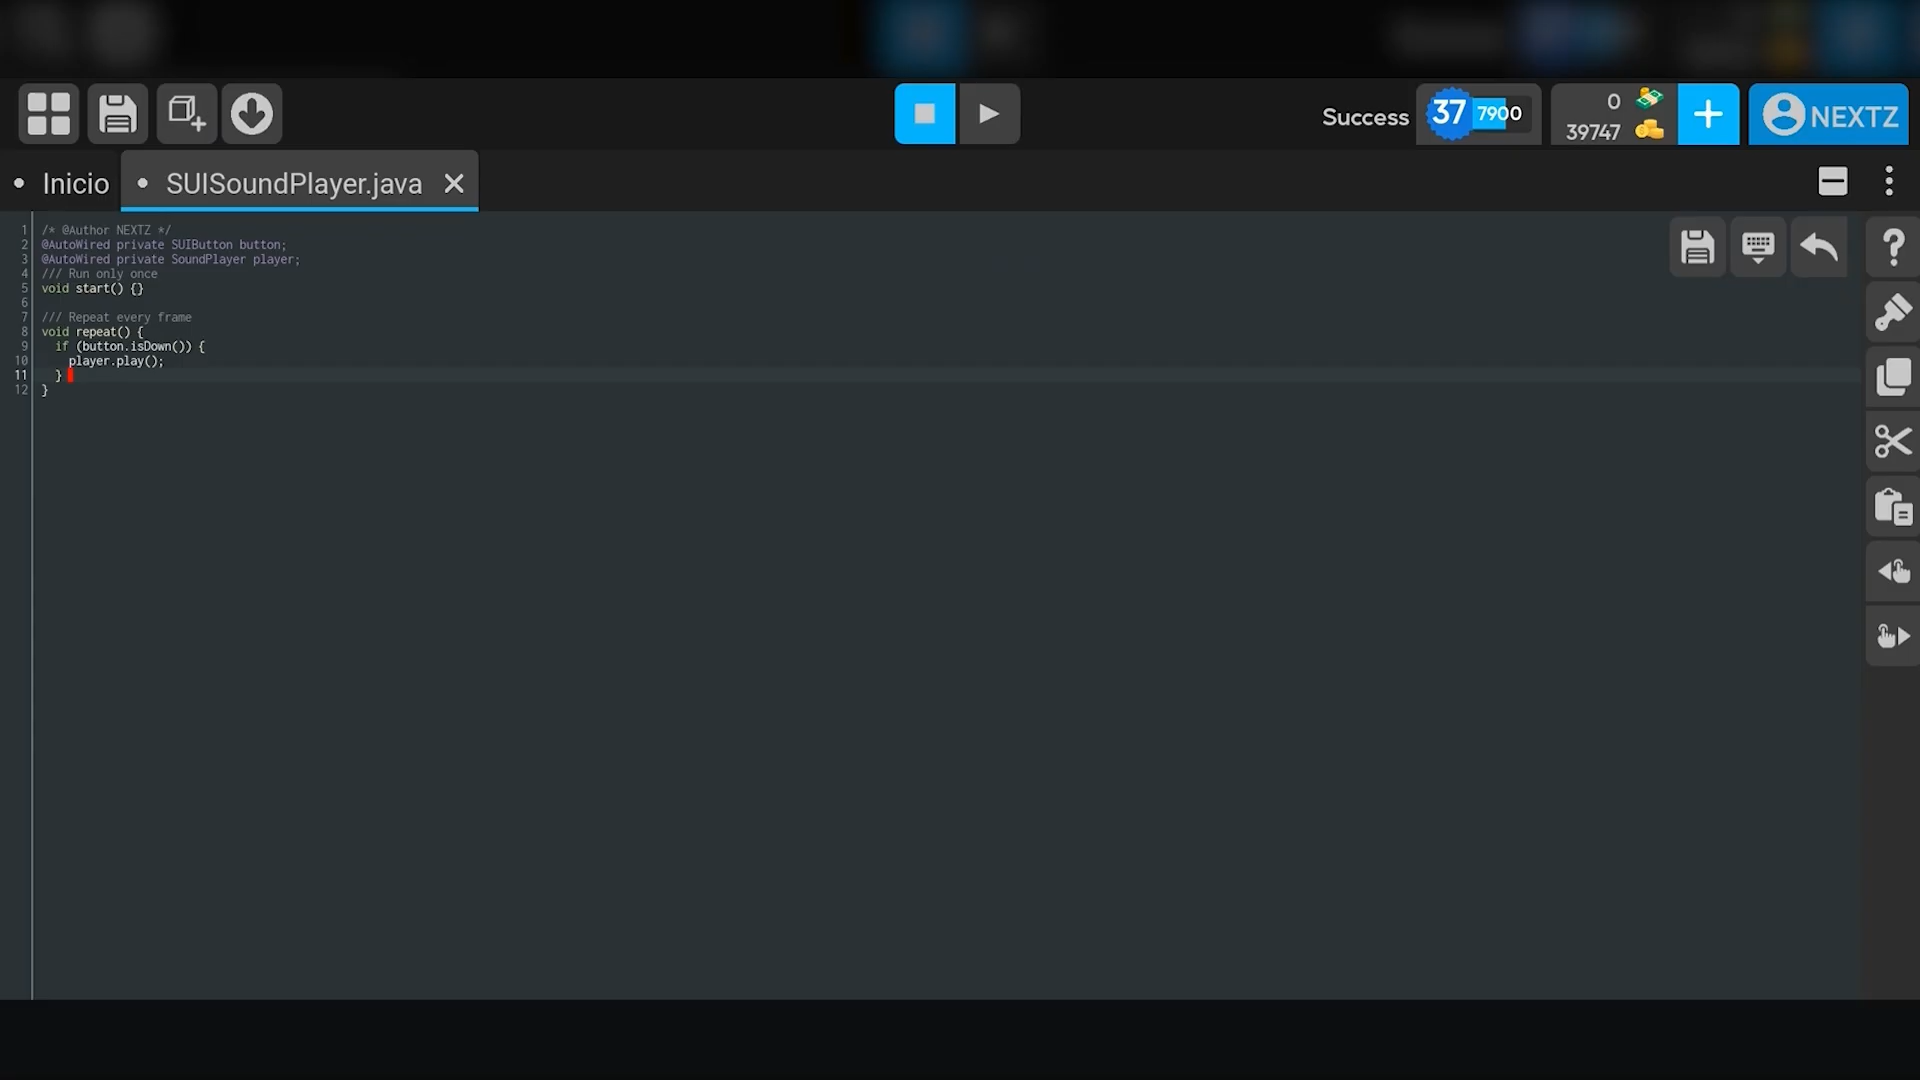 Success
37
7900
0
39747
NEXTZ
Inicio
SUISoundPlayer.java
1 /* @Author NEXTZ */
2 @AutoWired private SUIButton button;
3 @AutoWired private SoundPlayer player;
4 /// Run only once
5 void start() {}
6
7 /// Repeat every frame
8 void repeat() {
9 if (button.isDown()) {
10 player.play();
11 }
12 }